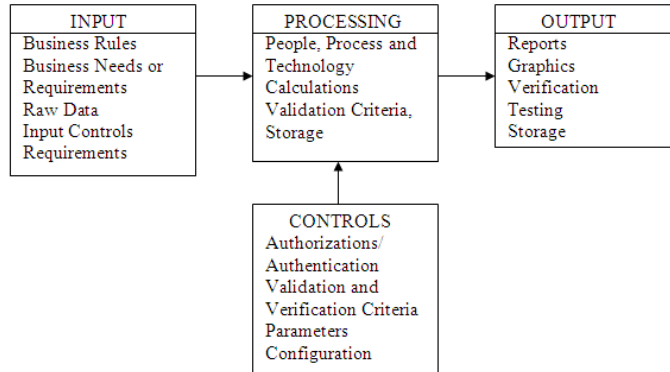 INPUT
Business Rules
Business Needs or
Requirements
Raw Data
Input Controls
Requirements
PROCESSING
People, Process and
Technology
Calculations
Validation Criteria,
Storage
OUTPUT
Reports
Graphics
Verification
Testing
Storage
CONTROLS
Authorizations/
Authentication
Validation and
Verification Criteria
Parameters
Configuration